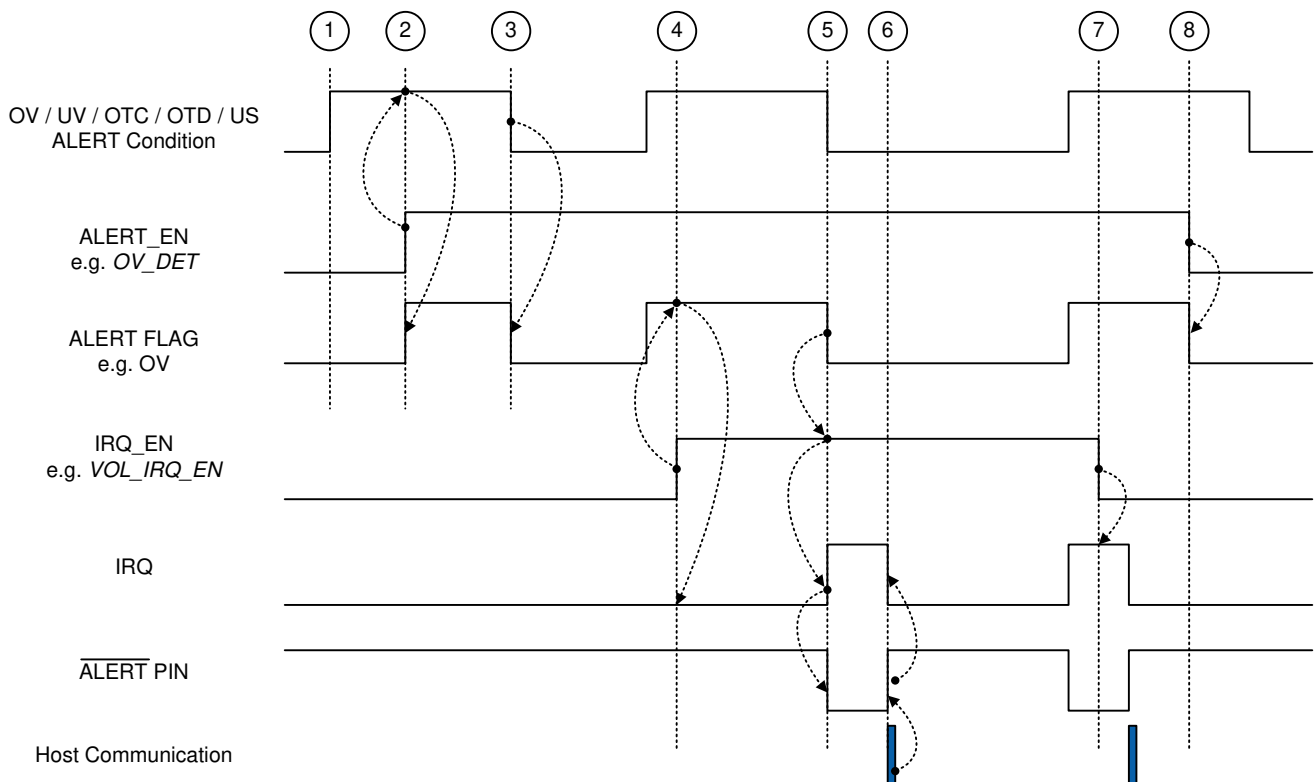 1 2 3 4 5 6 7 8
OV / UV / OTC / OTD / US
ALERT Condition
ALERT_EN
e.g. OV_DET
ALERT FLAG
e.g. OV
IRQ_EN
e.g. VOL_IRQ_EN
IRQ
ALERT PIN
Host Communication